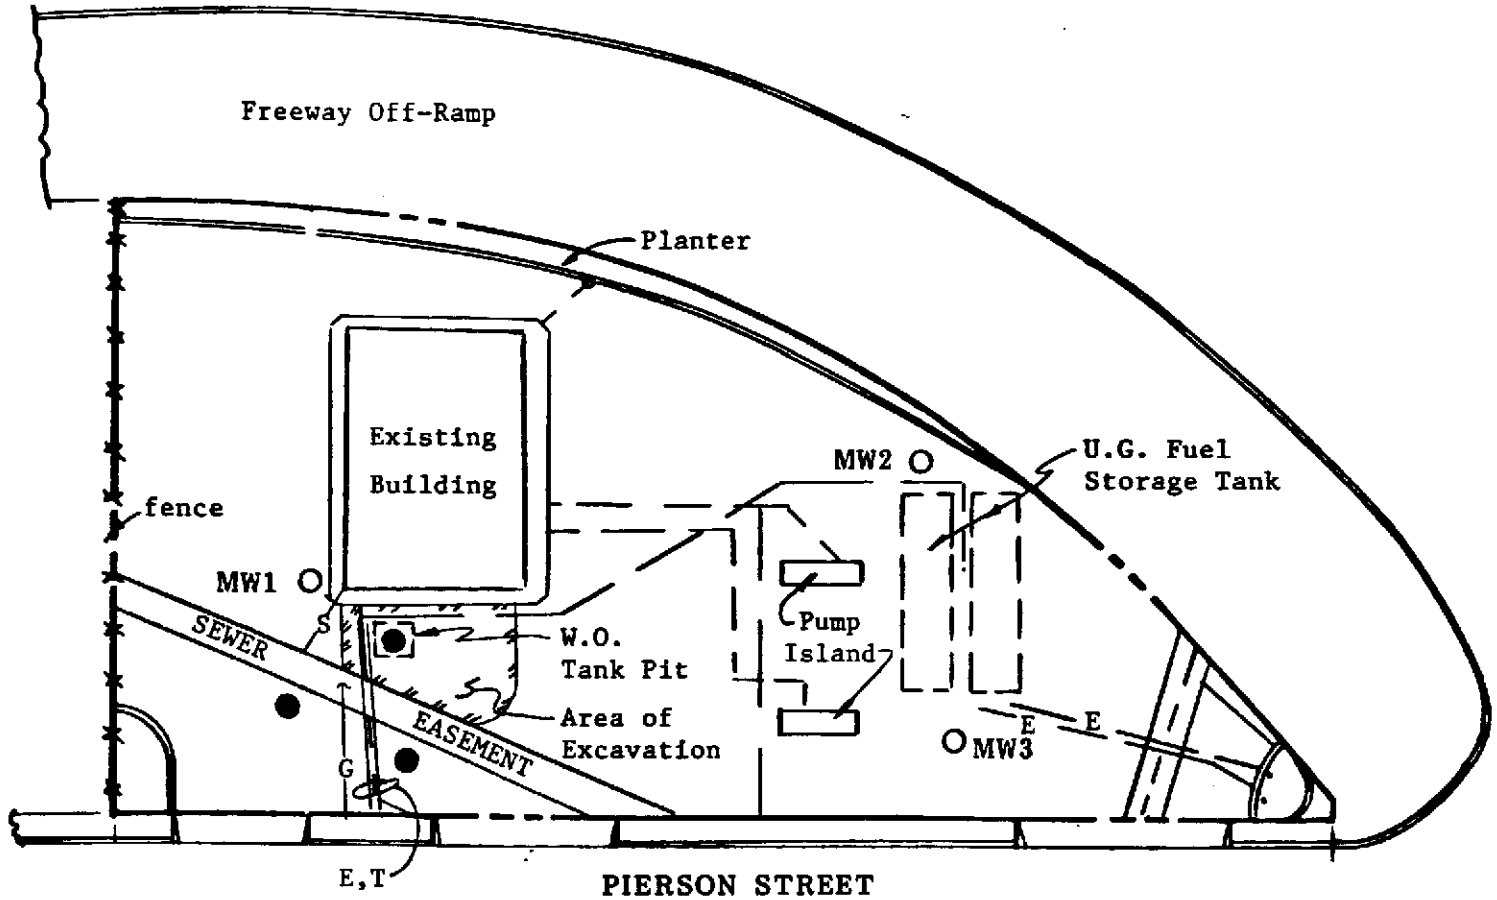 Freeway Off-Ramp
Planter
Existing
Building
MW2
U.G. Fuel
Storage Tank
fence
MW1
S
SEWER
EASEMENT
W.O.
Tank Pit
Pump
Island
Area of
Excavation
G
E
E
MW3
E,T
PIERSON STREET